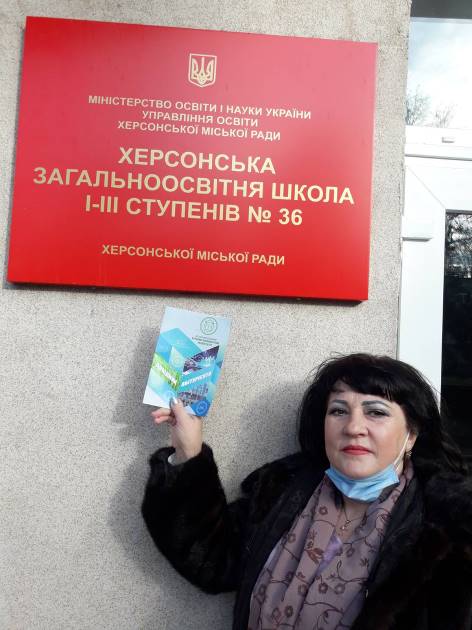 МІНІСТЕРСТВО ОСВІТИ І НАУКИ УКРАЇНИ
УПРАВЛІННЯ ОСВІТИ
ХЕРСОНСЬКОЇ МІСЬКОЇ РАДИ
ХЕРСОНСЬКА
ЗАГАЛЬНООСВІТНЯ ШКОЛА
І-ІІІ СТУПЕНІВ № 36
ХЕРСОНСЬКОЇ МІСЬКОЇ РАДИ